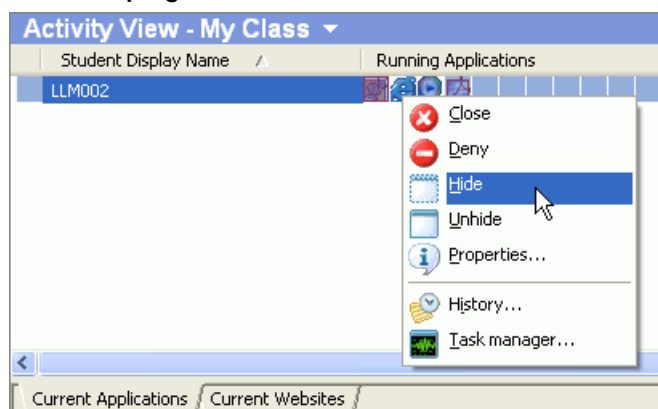 Activity View - My Class
Student Display Name
Running Applications
LLM002
Close
Deny
Hide
Unhide
Properties...
History...
Task manager...
Current Applications
Current Websites